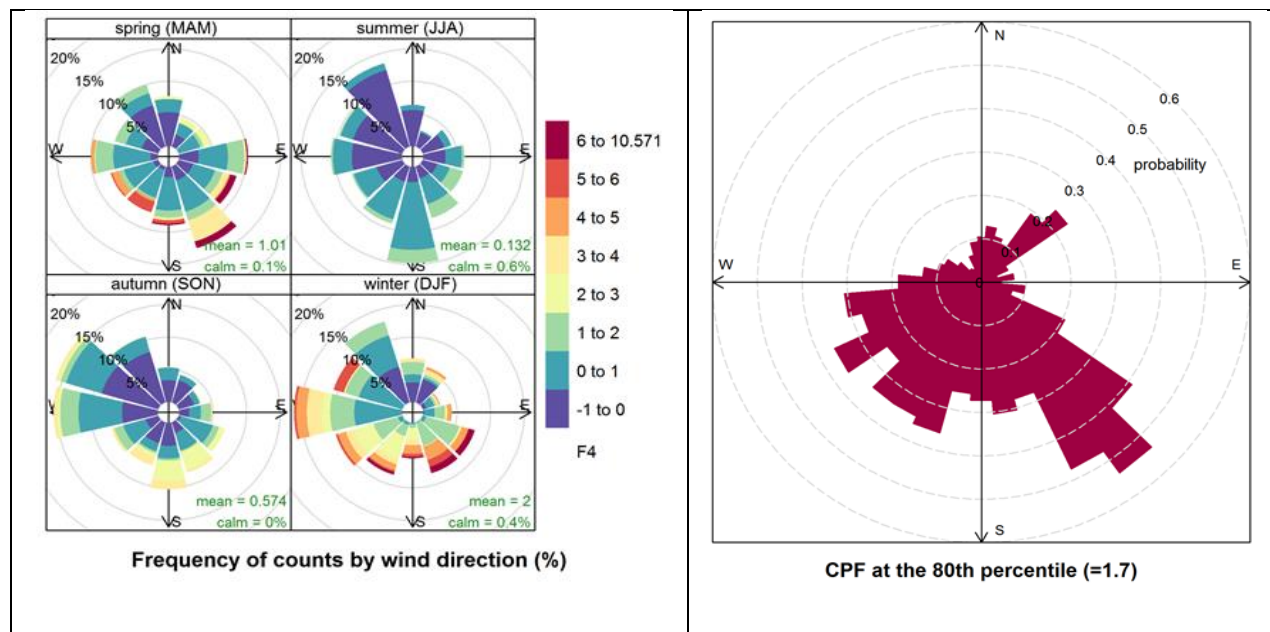 spring (MAM)
N
20%
15%
10%
5%
W
E
S
mean = 1.01
calm = 0.1%
summer (JJA)
N
20%
15%
10%
5%
W
E
S
mean = 0.132
calm = 0.6%
autumn (SON)
N
20%
15%
10%
5%
W
E
S
mean = 0.574
calm = 0%
winter (DJF)
N
20%
15%
10%
5%
W
E
S
mean = 2
calm = 0.4%
6 to 10.571
5 to 6
4 to 5
3 to 4
2 to 3
1 to 2
0 to 1
-1 to 0
F4
Frequency of counts by wind direction (%)
N
0.6
0.5
probability
0.4
0.3
0.2
0.1
0
W
E
S
CPF at the 80th percentile (=1.7)